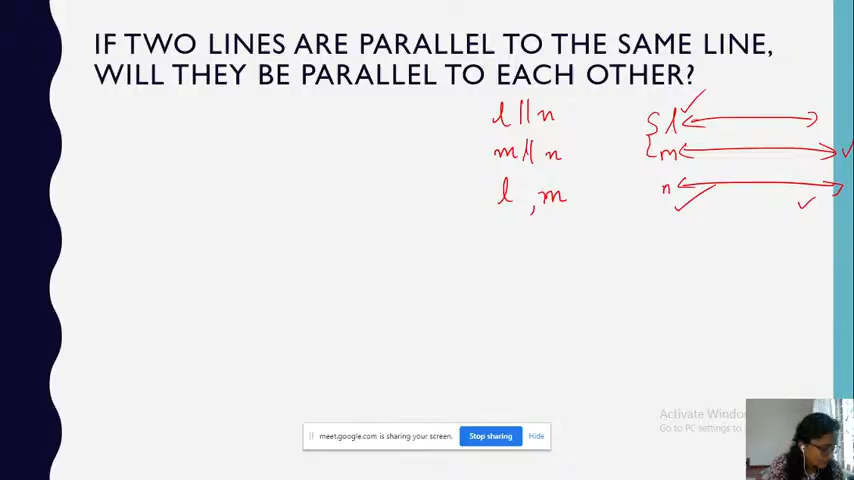 IF TWO LINES ARE PARALLEL TO THE SAME LINE,
WILL THEY BE PARALLEL TO EACH OTHER?
l || n
m || n
l , m
l
m
n
Activate Windo
Go to PC settings to
meet.google.com is sharing your screen.
Stop sharing
Hide